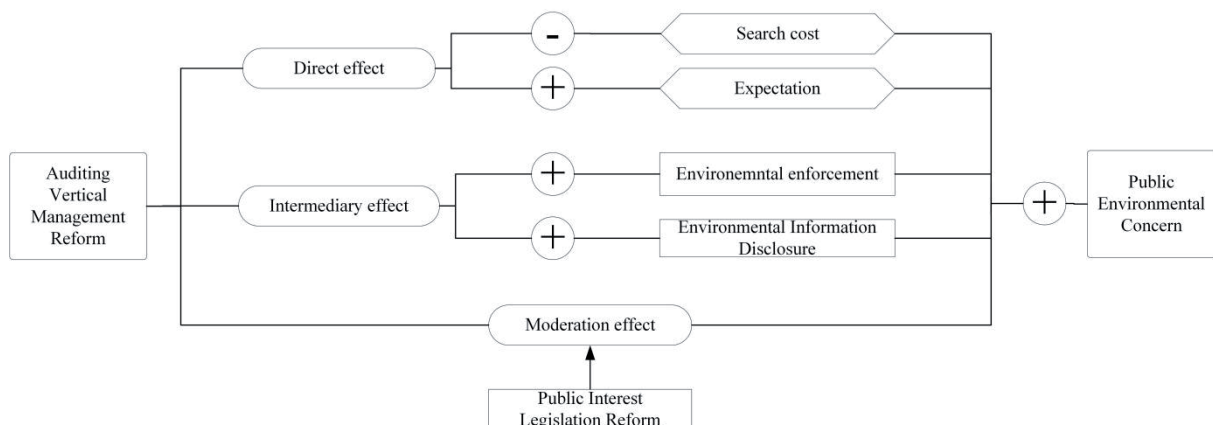 -
Search cost
Direct effect
+
Expectation
Auditing
Vertical
Management
Reform
Intermediary effect
+
Environemntal enforcement
+
Environmental Information
Disclosure
+
Public
Environmental
Concern
Moderation effect
Public Interest
Legislation Reform